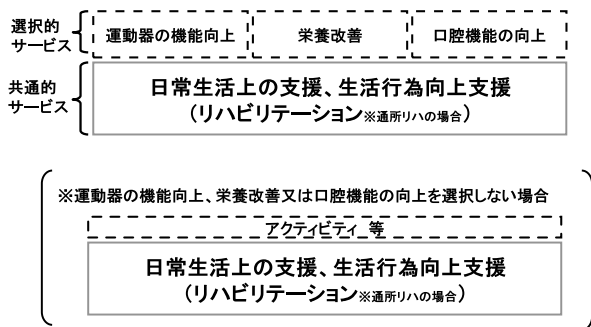 選択的
サービス
運動器の機能向上
栄養改善
口腔機能の向上
共通的
サービス
日常生活上の支援、生活行為向上支援
(リハビリテーション※通所リハの場合)
※運動器の機能向上、栄養改善又は口腔機能の向上を選択しない場合
アクティビティ 等
日常生活上の支援、生活行為向上支援
(リハビリテーション※通所リハの場合)